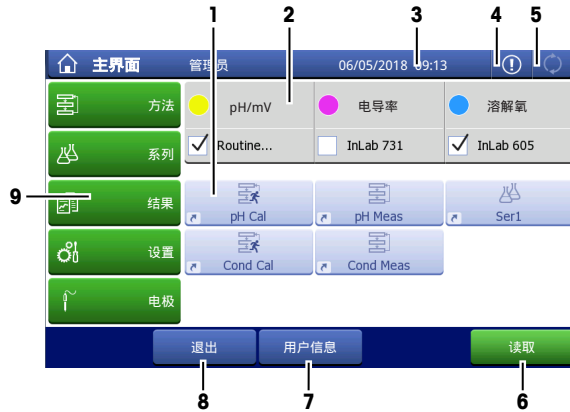 1 2 3 4 5
主界面 管理员 06/05/2018 09:13
方法 pH/mV 电导率 溶解氧
系列 Routine... InLab 731 InLab 605
9 结果 pH Cal pH Meas Ser1
设置 Cond Cal Cond Meas
电极
退出 用户信息 读取
8 7 6